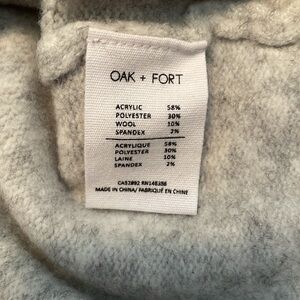 OAK + FORT
ACRYLIC 58%
POLYESTER 30%
WOOL 10%
SPANDEX 2%
ACRYLIQUE 58%
POLYESTER 30%
LAINE 10%
SPANDEX 2%
MADE IN CHINA/ FABRIQUÉ EN CHINE